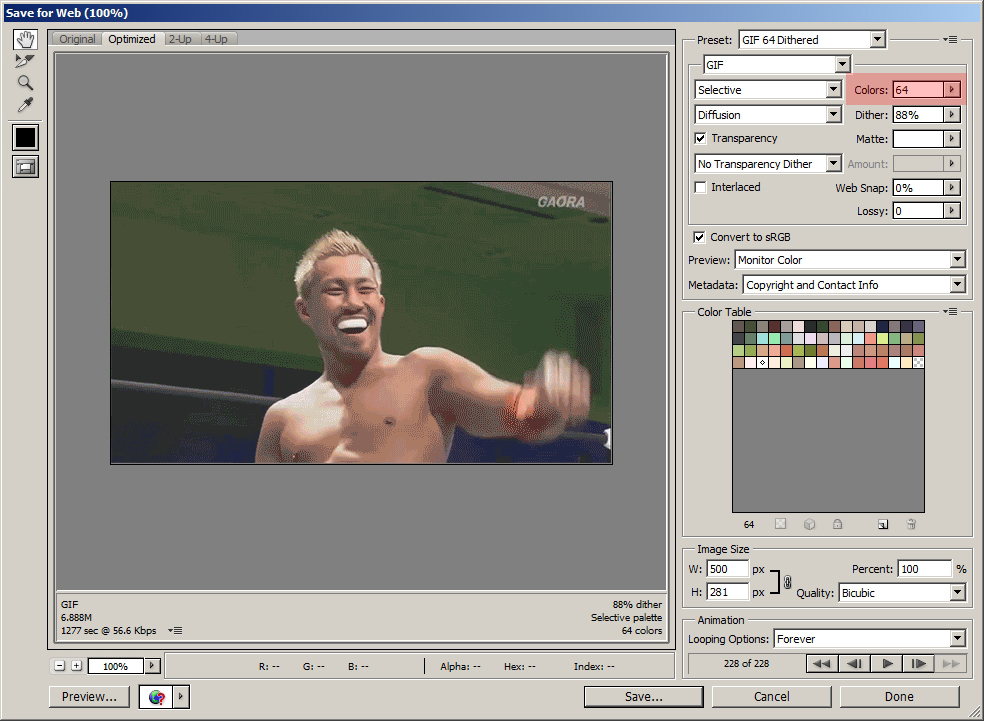 Save for Web (100%)
Original Optimized 2-Up 4-Up
Preset: GIF 64 Dithered
GIF
Selective Colors: 64
Diffusion Dither: 88%
Transparency Matte:
No Transparency Dither Amount:
Interlaced Web Snap: 0%
Lossy: 0
Convert to sRGB
Preview: Monitor Color
Metadata: Copyright and Contact Info
Color Table
GAORA
64
Image Size
W: 500 px Percent: 100 %
H: 281 px Quality: Bicubic
GIF 88% dither
6.888M Selective palette
1277 sec @ 56.6 Kbps 64 colors
Animation
Looping Options: Forever
100% R: -- G: -- B: -- Alpha: -- Hex: -- Index: --
228 of 228
Preview... Save... Cancel Done